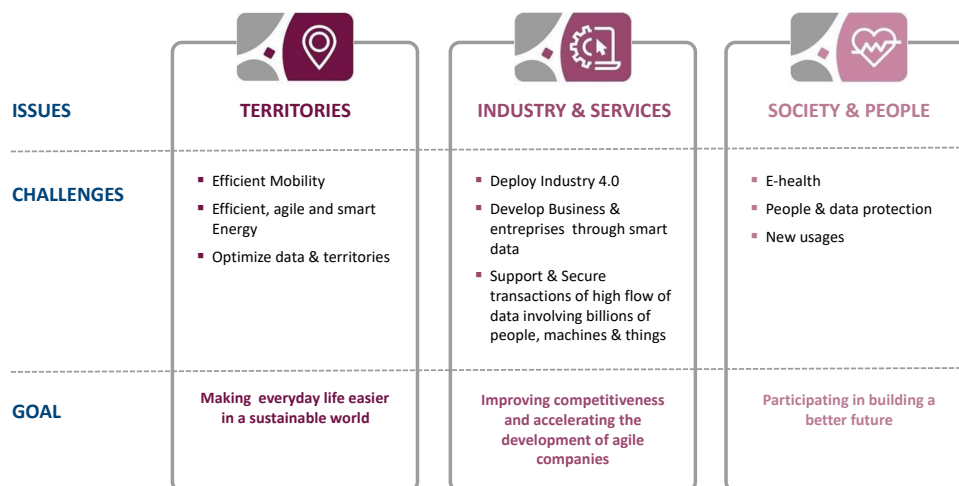 ISSUES
TERRITORIES
INDUSTRY & SERVICES
SOCIETY & PEOPLE
CHALLENGES
▪ Efficient Mobility
▪ Efficient, agile and smart
Energy
▪ Optimize data & territories
▪ Deploy Industry 4.0
▪ Develop Business &
entreprises through smart
data
▪ Support & Secure
transactions of high flow of
data involving billions of
people, machines & things
▪ E-health
▪ People & data protection
▪ New usages
GOAL
Making everyday life easier
in a sustainable world
Improving competitiveness
and accelerating the
development of agile
companies
Participating in building a
better future